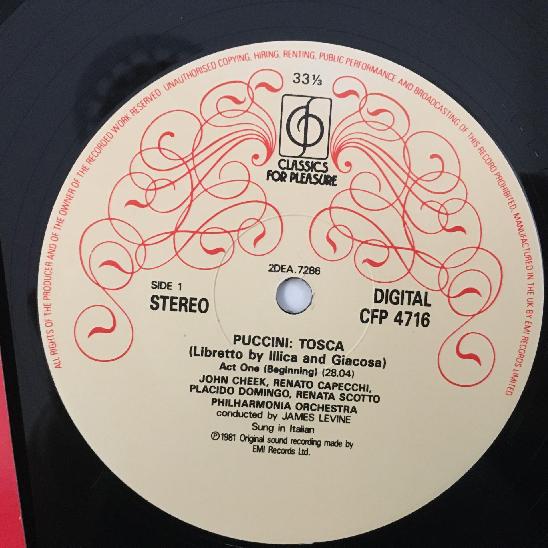 ALL RIGHTS OF THE PRODUCER AND OF THE OWNER OF THE RECORDED WORK RESERVED. UNAUTHORISED COPYING, HIRING, RENTING, PUBLIC PERFORMANCE AND BROADCASTING OF THIS RECORD PROHIBITED. MANUFACTURED IN THE UK BY EMI RECORDS LIMITED
33⅓
CLASSICS
FOR PLEASURE
2DEA.7286
SIDE 1
STEREO
DIGITAL
CFP 4716
PUCCINI: TOSCA
(Libretto by Illica and Giacosa)
Act One (Beginning) (28.04)
JOHN CHEEK, RENATO CAPECCHI,
PLACIDO DOMINGO, RENATA SCOTTO
PHILHARMONIA ORCHESTRA
conducted by JAMES LEVINE
Sung in Italian
℗1981 Original sound recording made by
EMI Records Ltd.